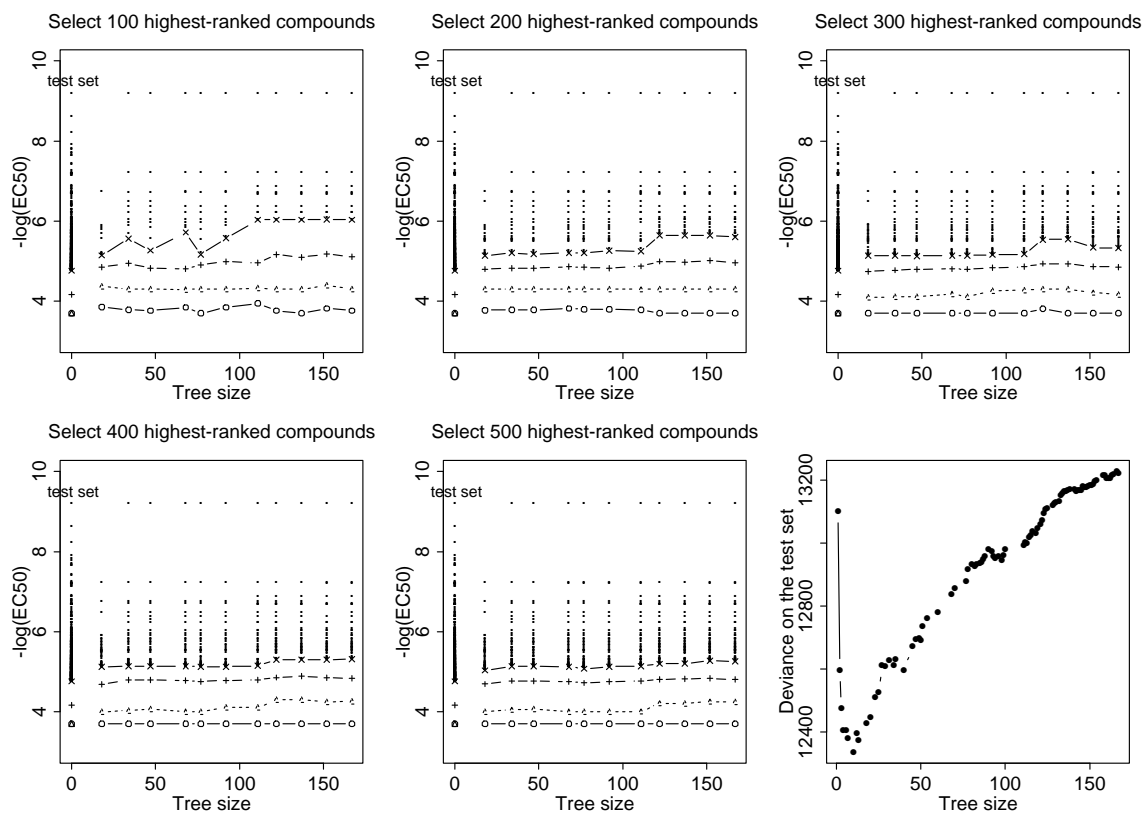 Select 100 highest-ranked compounds
-log(EC50)
10
8
6
4
test set
0 50 100 150
Tree size
Select 200 highest-ranked compounds
-log(EC50)
10
8
6
4
test set
0 50 100 150
Tree size
Select 300 highest-ranked compounds
-log(EC50)
10
8
6
4
test set
0 50 100 150
Tree size
Select 400 highest-ranked compounds
-log(EC50)
10
8
6
4
test set
0 50 100 150
Tree size
Select 500 highest-ranked compounds
-log(EC50)
10
8
6
4
test set
0 50 100 150
Tree size
Deviance on the test set
13200
12800
12400
0 50 100 150
Tree size